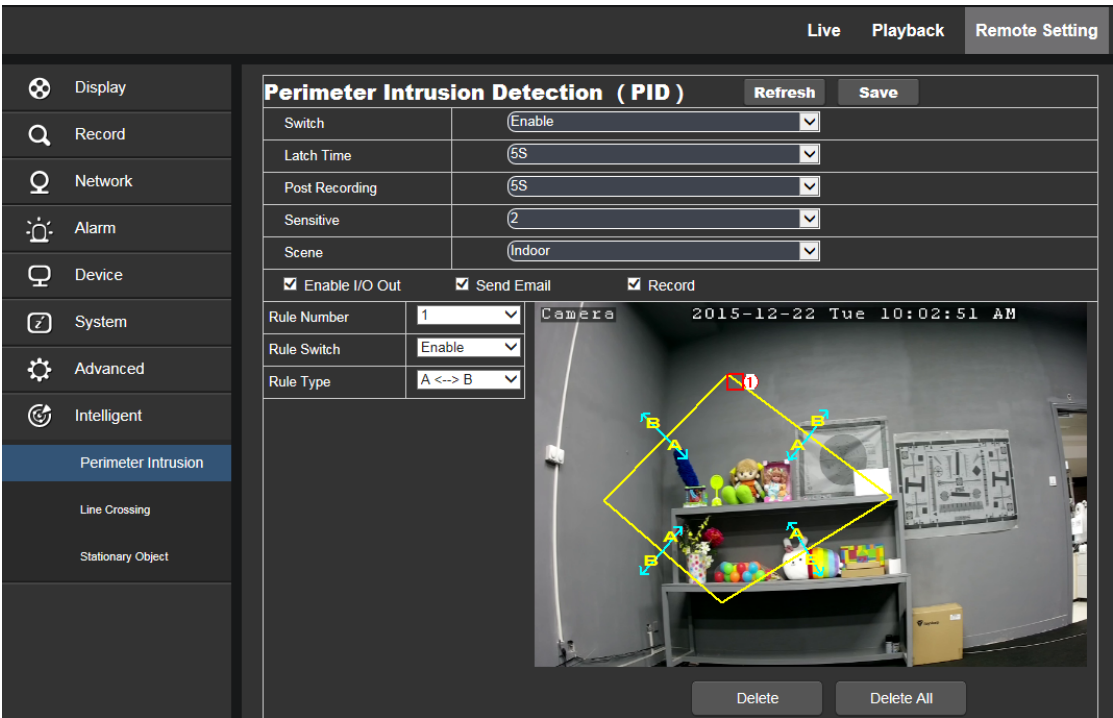 Live Playback Remote Setting
Display
Record
Network
Alarm
Device
System
Advanced
Intelligent
Perimeter Intrusion
Line Crossing
Stationary Object
Perimeter Intrusion Detection ( PID ) Refresh Save
Switch Enable
Latch Time 5S
Post Recording 5S
Sensitive 2
Scene Indoor
Enable I/O Out Send Email Record
Rule Number 1
Rule Switch Enable
Rule Type A <--> B
Camera 2015-12-22 Tue 10:02:51 AM
1
B B
A A
A A
B B
Delete Delete All